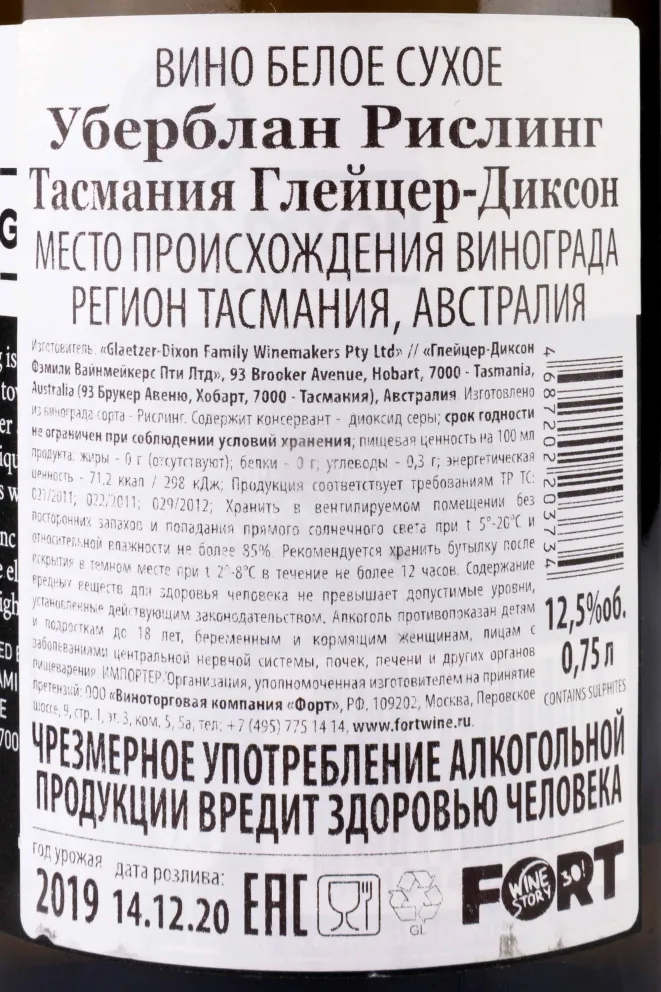 ВИНО БЕЛОЕ СУХОЕ
Уберблан Рислинг
Тасмания Глейцер-Диксон
МЕСТО ПРОИСХОЖДЕНИЯ ВИНОГРАДА
РЕГИОН ТАСМАНИЯ, АВСТРАЛИЯ
Изготовитель: «Glaetzer-Dixon Family Winemakers Pty Ltd» // «Глейцер-Диксон
Фэмили Вайнмейкерс Пти Лтд», 93 Brooker Avenue, Hobart, 7000 - Tasmania,
Australia (93 Брукер Авеню, Хобарт, 7000 - Тасмания), Австралия. Изготовлено
из винограда сорта - Рислинг. Содержит консервант - диоксид серы; срок годности
не ограничен при соблюдении условий хранения; пищевая ценность на 100 мл
продукта: жиры - 0 г (отсутствуют); белки - 0 г; углеводы - 0,3 г; энергетическая
ценность - 71,2 ккал / 298 кДж; Продукция соответствует требованиям ТР ТС:
021/2011; 022/2011; 029/2012; Хранить в вентилируемом помещении без
посторонних запахов и попадания прямого солнечного света при t 5°-20°C и
относительной влажности не более 85%. Рекомендуется хранить бутылку после
вскрытия в темном месте при t 2°-8°C в течение не более 12 часов. Содержание
вредных веществ для здоровья человека не превышает допустимые уровни,
установленные действующим законодательством. Алкоголь противопоказан детям
и подросткам до 18 лет, беременным и кормящим женщинам, лицам с
заболеваниями центральной нервной системы, почек, печени и других органов
пищеварения ИМПОРТЕР/Организация, уполномоченная изготовителем на принятие
претензий: ООО «Виноторговая компания «Форт», РФ, 109202, Москва, Перовское
шоссе, 9, стр. 1, эт. 3, ком. 5, 5а, тел: +7 (495) 775 14 14, www.fortwine.ru.
4 687202 203734
12,5%об.
0,75 л
CONTAINS SULPHITES
ЧРЕЗМЕРНОЕ УПОТРЕБЛЕНИЕ АЛКОГОЛЬНОЙ
ПРОДУКЦИИ ВРЕДИТ ЗДОРОВЬЮ ЧЕЛОВЕКА
год урожая дата розлива:
2019 14.12.20
EAC
GL
FORT
WINE STORY
30!